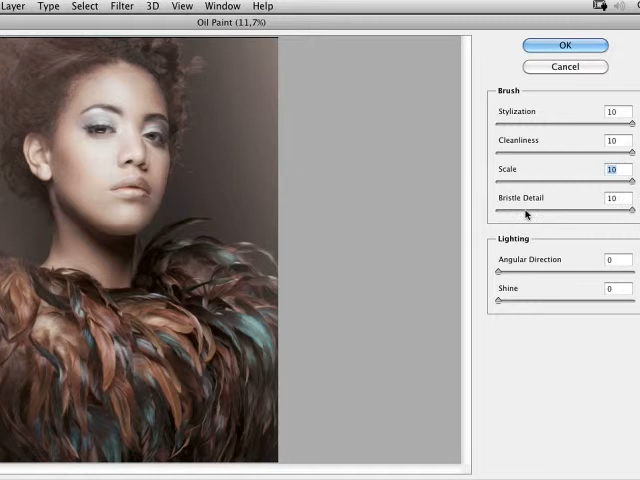 Layer Type Select Filter 3D View Window Help
Oil Paint (11,7%)
OK
Cancel
Brush
Stylization 10
Cleanliness 10
Scale 10
Bristle Detail 10
Lighting
Angular Direction 0
Shine 0